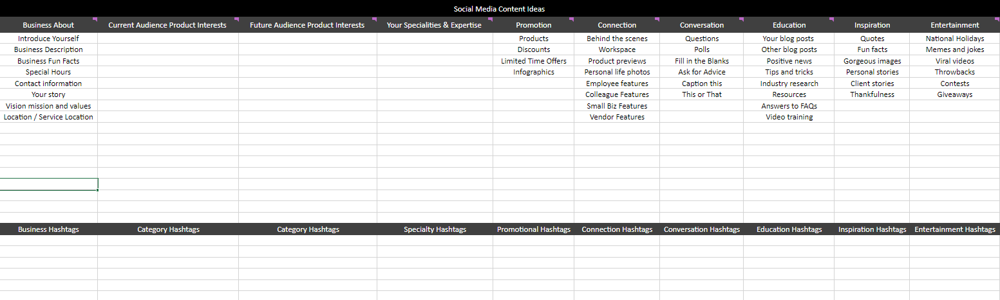 Social Media Content Ideas
Business About Current Audience Product Interests Future Audience Product Interests Your Specialities & Expertise Promotion Connection Conversation Education Inspiration Entertainment
Introduce Yourself Products Behind the scenes Questions Your blog posts Quotes National Holidays
Business Description Discounts Workspace Polls Other blog posts Fun facts Memes and jokes
Business Fun Facts Limited Time Offers Product previews Fill in the Blanks Positive news Gorgeous images Viral videos
Special Hours Infographics Personal life photos Ask for Advice Tips and tricks Personal stories Throwbacks
Contact information Employee features Caption this Industry research Client stories Contests
Your story Colleague Features This or That Resources Thankfulness Giveaways
Vision mission and values Small Biz Features Answers to FAQs
Location / Service Location Vendor Features Video training
Business Hashtags Category Hashtags Category Hashtags Specialty Hashtags Promotional Hashtags Connection Hashtags Conversation Hashtags Education Hashtags Inspiration Hashtags Entertainment Hashtags